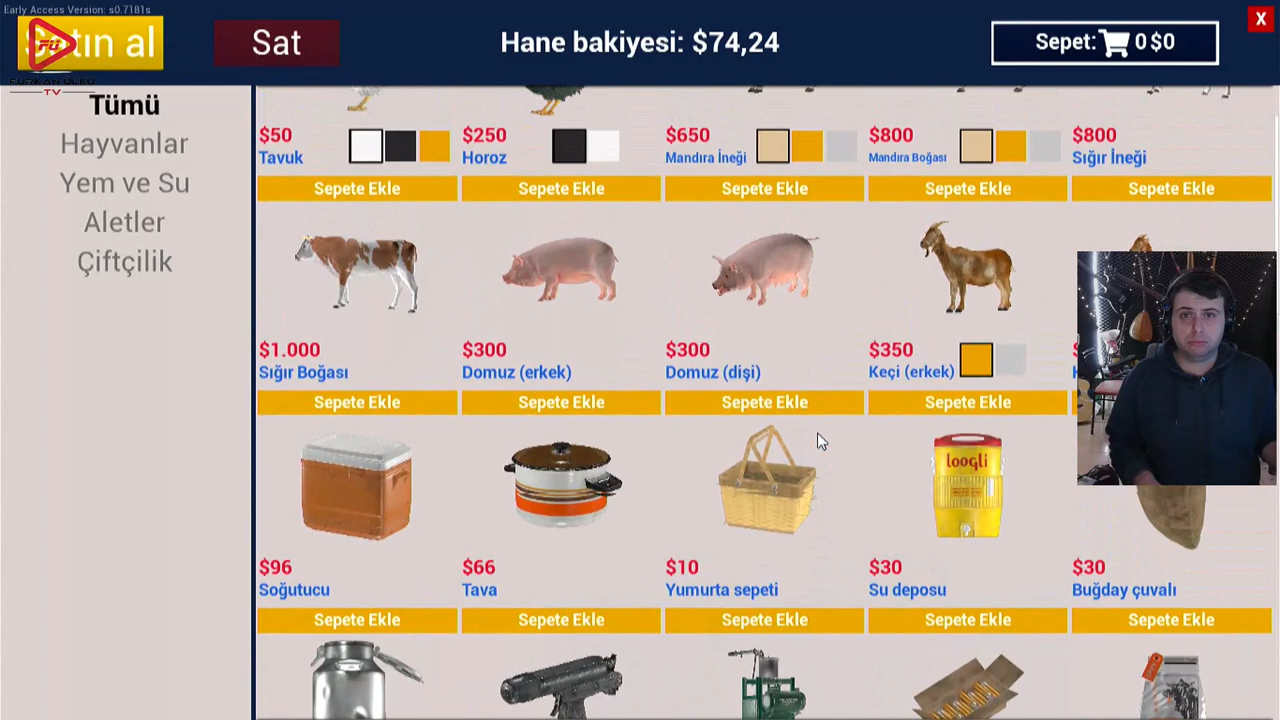 Early Access Version: s0.7181s
Satın al
Sat
Hane bakiyesi: $74,24
Sepet: 0 $0
X
FURKAN ÜLKÜ
TV
Tümü
Hayvanlar
Yem ve Su
Aletler
Çiftçilik
$50
Tavuk
$250
Horoz
$650
Mandıra İneği
$800
Mandıra Boğası
$800
Sığır İneği
Sepete Ekle
Sepete Ekle
Sepete Ekle
Sepete Ekle
Sepete Ekle
$1.000
Sığır Boğası
$300
Domuz (erkek)
$300
Domuz (dişi)
$350
Keçi (erkek)
Sepete Ekle
Sepete Ekle
Sepete Ekle
Sepete Ekle
loogli
$96
Soğutucu
$66
Tava
$10
Yumurta sepeti
$30
Su deposu
$30
Buğday çuvalı
Sepete Ekle
Sepete Ekle
Sepete Ekle
Sepete Ekle
Sepete Ekle